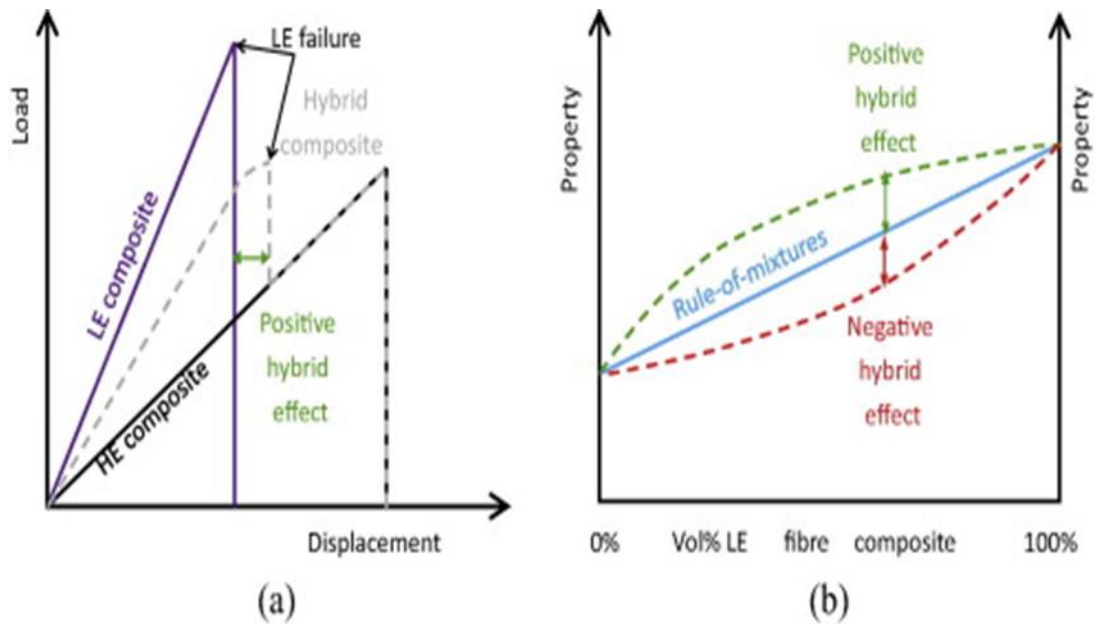 LE failure
Hybrid
composite
Load
LE composite
HE composite
Positive
hybrid
effect
Displacement
(a)
Positive
hybrid
effect
Property
Property
Rule-of-mixtures
Negative
hybrid
effect
0% Vol% LE fibre composite 100%
(b)